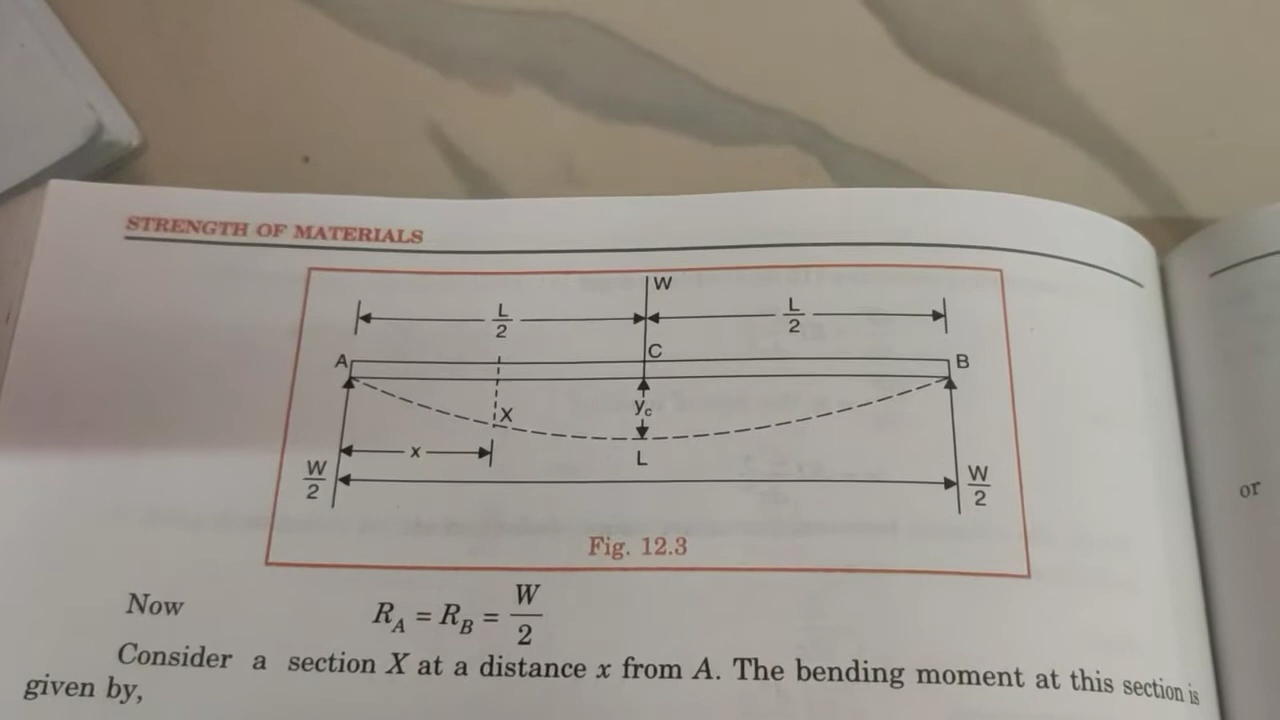 STRENGTH OF MATERIALS
W
L/2 L/2
A C B
X yc
x L
W/2 W/2
Fig. 12.3
Now R_A = R_B = W/2
Consider a section X at a distance x from A. The bending moment at this section is
given by,
or